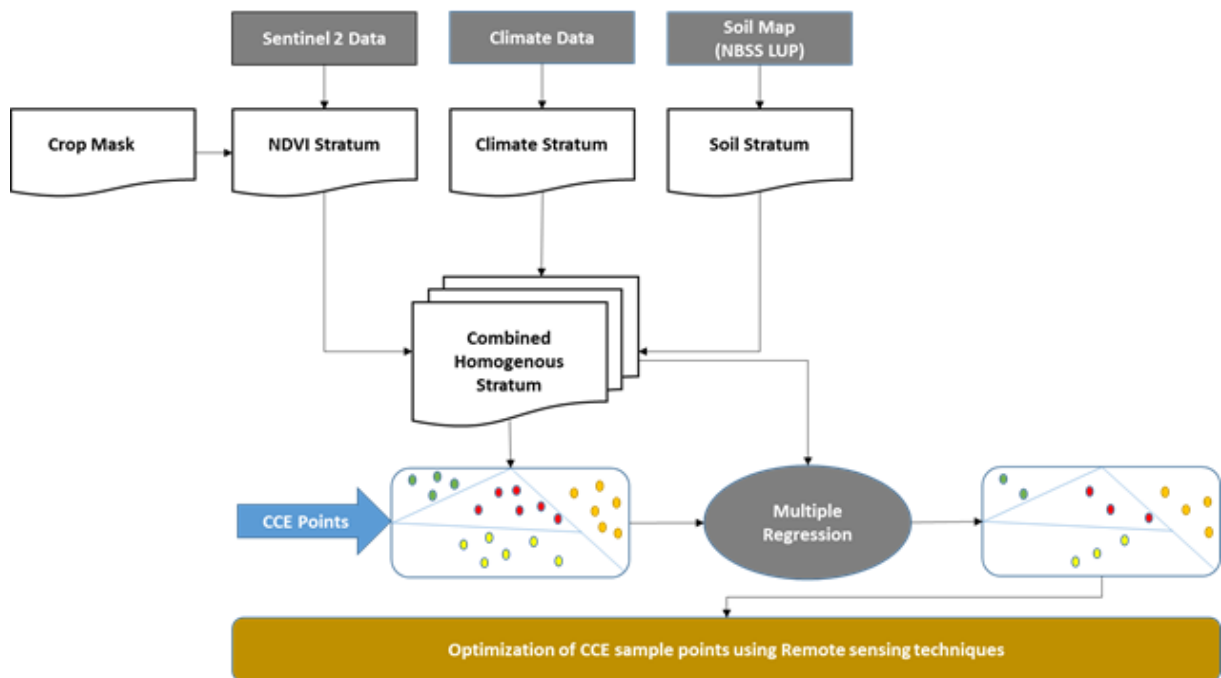 Sentinel 2 Data
Climate Data
Soil Map
(NBSS LUP)
Crop Mask
NDVI Stratum
Climate Stratum
Soil Stratum
Combined
Homogenous
Stratum
CCE Points
Multiple
Regression
Optimization of CCE sample points using Remote sensing techniques